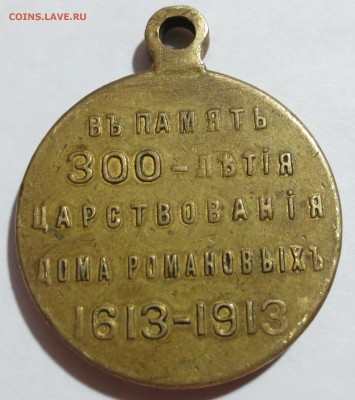 COINS.LAVE.RU
ВЪ ПАМЯТЬ
300-ЛѢТІЯ
ЦАРСТВОВАНІЯ
ДОМА РОМАНОВЫХЪ
1613-1913